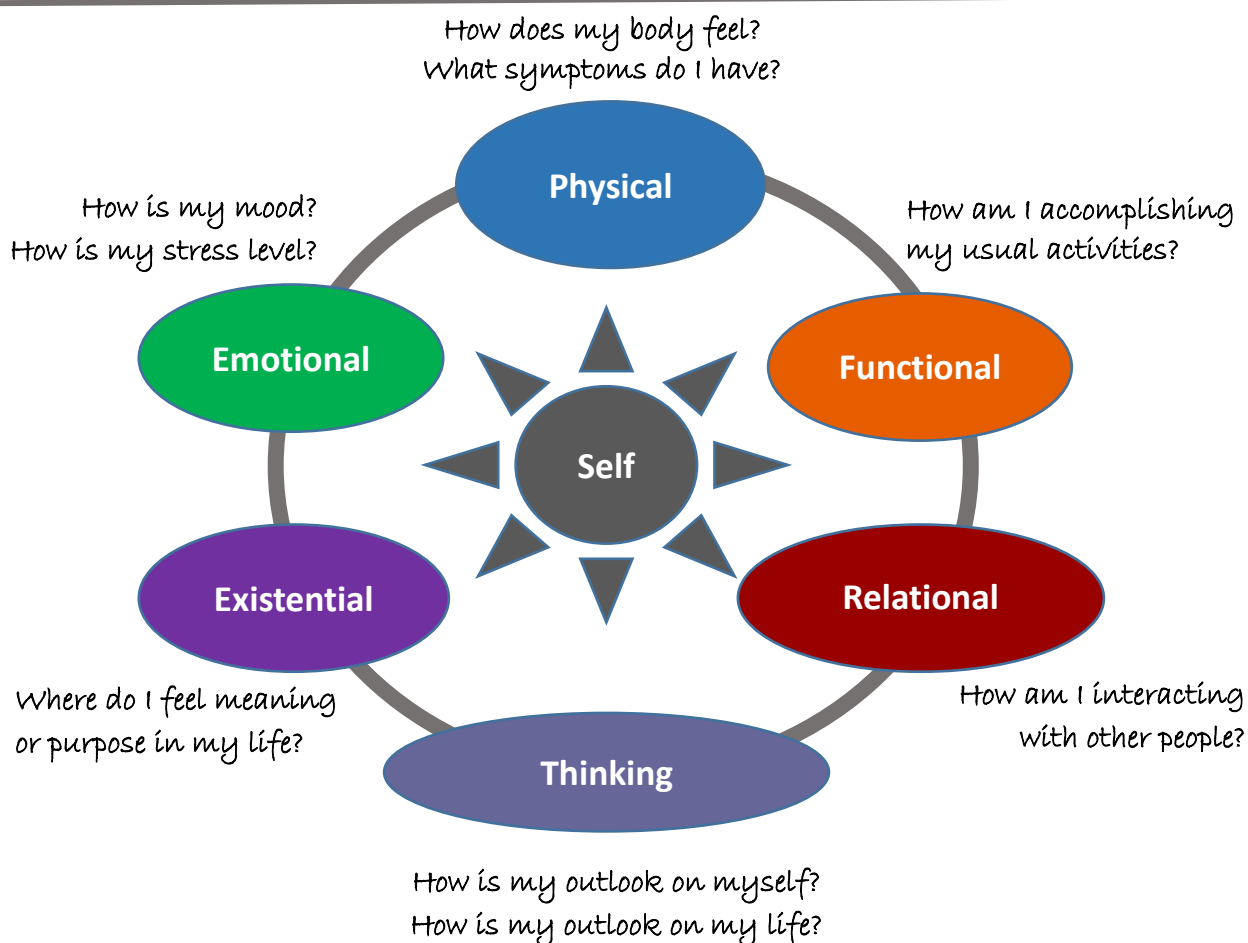 How does my body feel?
What symptoms do I have?
Physical
How is my mood?
How is my stress level?
How am I accomplishing
my usual activities?
Emotional
Functional
Self
Existential
Relational
Where do I feel meaning
or purpose in my life?
How am I interacting
with other people?
Thinking
How is my outlook on myself?
How is my outlook on my life?